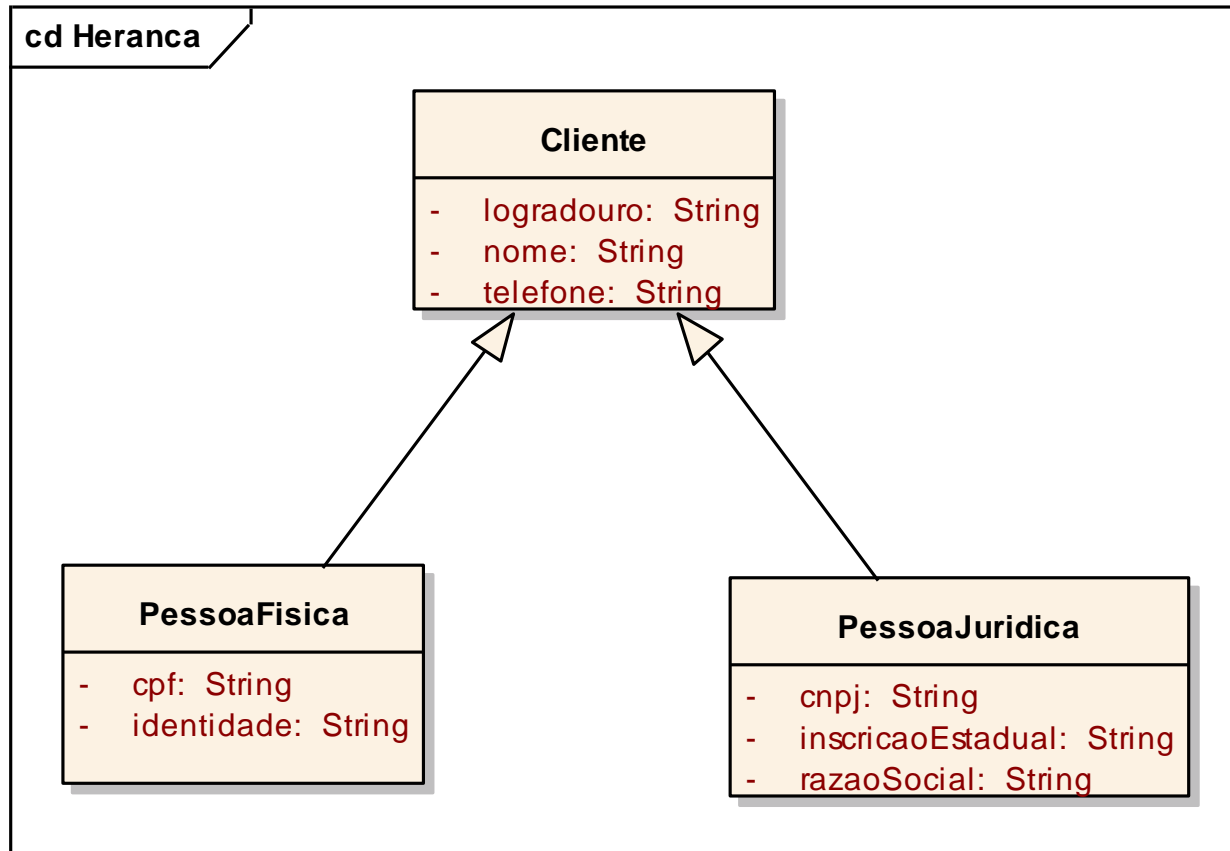 cd Heranca
Cliente
- logradouro: String
- nome: String
- telefone: String
PessoaFisica
- cpf: String
- identidade: String
PessoaJuridica
- cnpj: String
- inscricaoEstadual: String
- razaoSocial: String